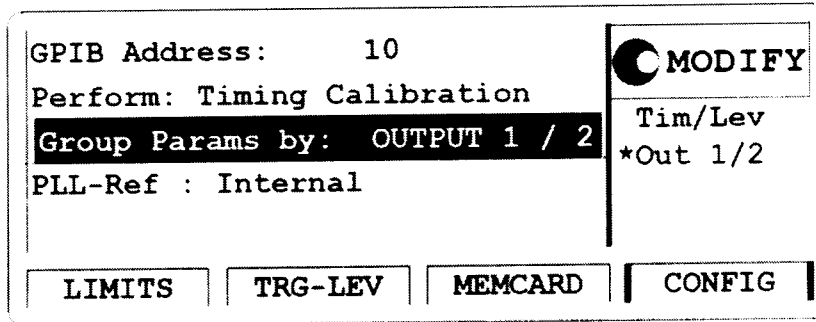 GPIB Address: 10
Perform: Timing Calibration
Group Params by: OUTPUT 1 / 2
PLL-Ref : Internal
MODIFY
Tim/Lev
*Out 1/2
LIMITS
TRG-LEV
MEMCARD
CONFIG